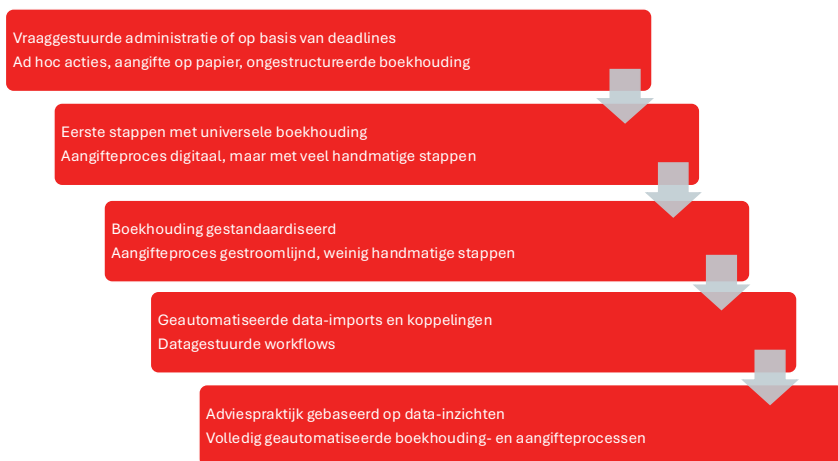 Vraaggestuurde administratie of op basis van deadlines
Ad hoc acties, aangifte op papier, ongestructureerde boekhouding
Eerste stappen met universele boekhouding
Aangifteproces digitaal, maar met veel handmatige stappen
Boekhouding gestandaardiseerd
Aangifteproces gestroomlijnd, weinig handmatige stappen
Geautomatiseerde data-imports en koppelingen
Datagestuurde workflows
Adviespraktijk gebaseerd op data-inzichten
Volledig geautomatiseerde boekhouding- en aangifteprocessen